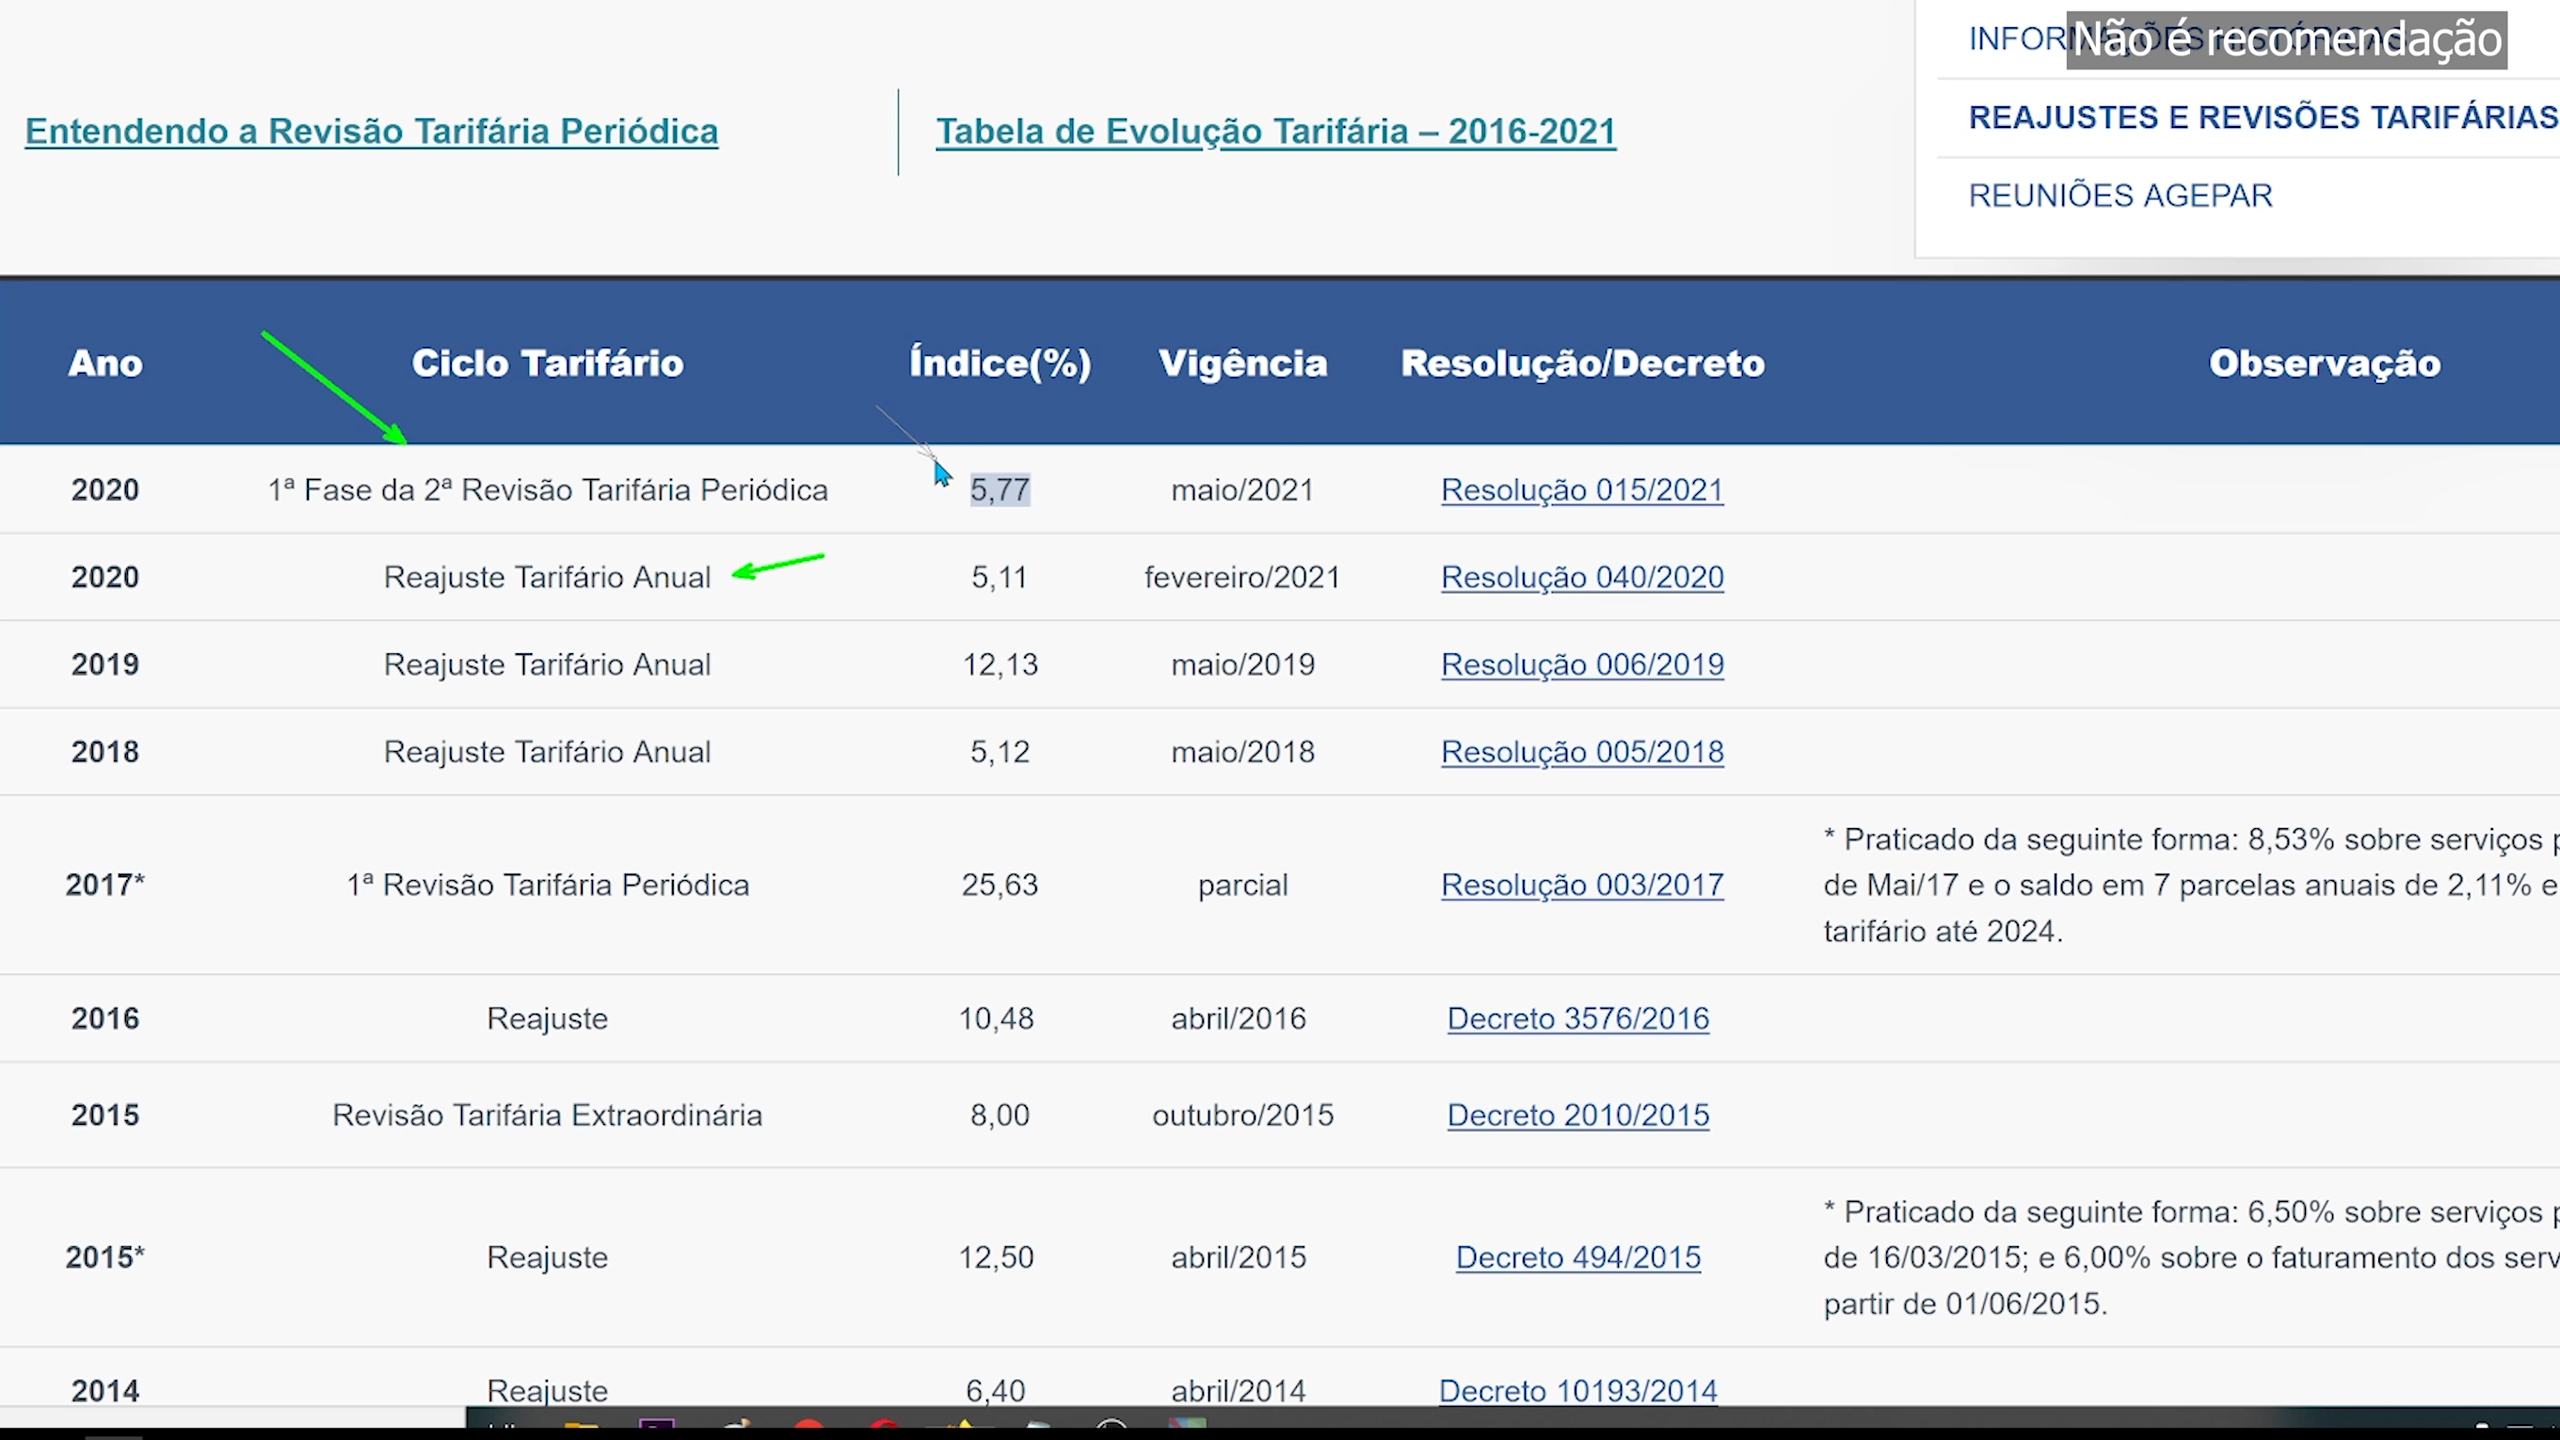 INFOR
Não é recomendação
Entendendo a Revisão Tarifária Periódica
Tabela de Evolução Tarifária – 2016-2021
REAJUSTES E REVISÕES TARIFÁRIAS
REUNIÕES AGEPAR
Ano Ciclo Tarifário Índice(%) Vigência Resolução/Decreto Observação
2020 1ª Fase da 2ª Revisão Tarifária Periódica 5,77 maio/2021 Resolução 015/2021
2020 Reajuste Tarifário Anual 5,11 fevereiro/2021 Resolução 040/2020
2019 Reajuste Tarifário Anual 12,13 maio/2019 Resolução 006/2019
2018 Reajuste Tarifário Anual 5,12 maio/2018 Resolução 005/2018
* Praticado da seguinte forma: 8,53% sobre serviços p
2017* 1ª Revisão Tarifária Periódica 25,63 parcial Resolução 003/2017 de Mai/17 e o saldo em 7 parcelas anuais de 2,11% e
tarifário até 2024.
2016 Reajuste 10,48 abril/2016 Decreto 3576/2016
2015 Revisão Tarifária Extraordinária 8,00 outubro/2015 Decreto 2010/2015
* Praticado da seguinte forma: 6,50% sobre serviços p
2015* Reajuste 12,50 abril/2015 Decreto 494/2015 de 16/03/2015; e 6,00% sobre o faturamento dos serv
partir de 01/06/2015.
2014 Reajuste 6,40 abril/2014 Decreto 10193/2014